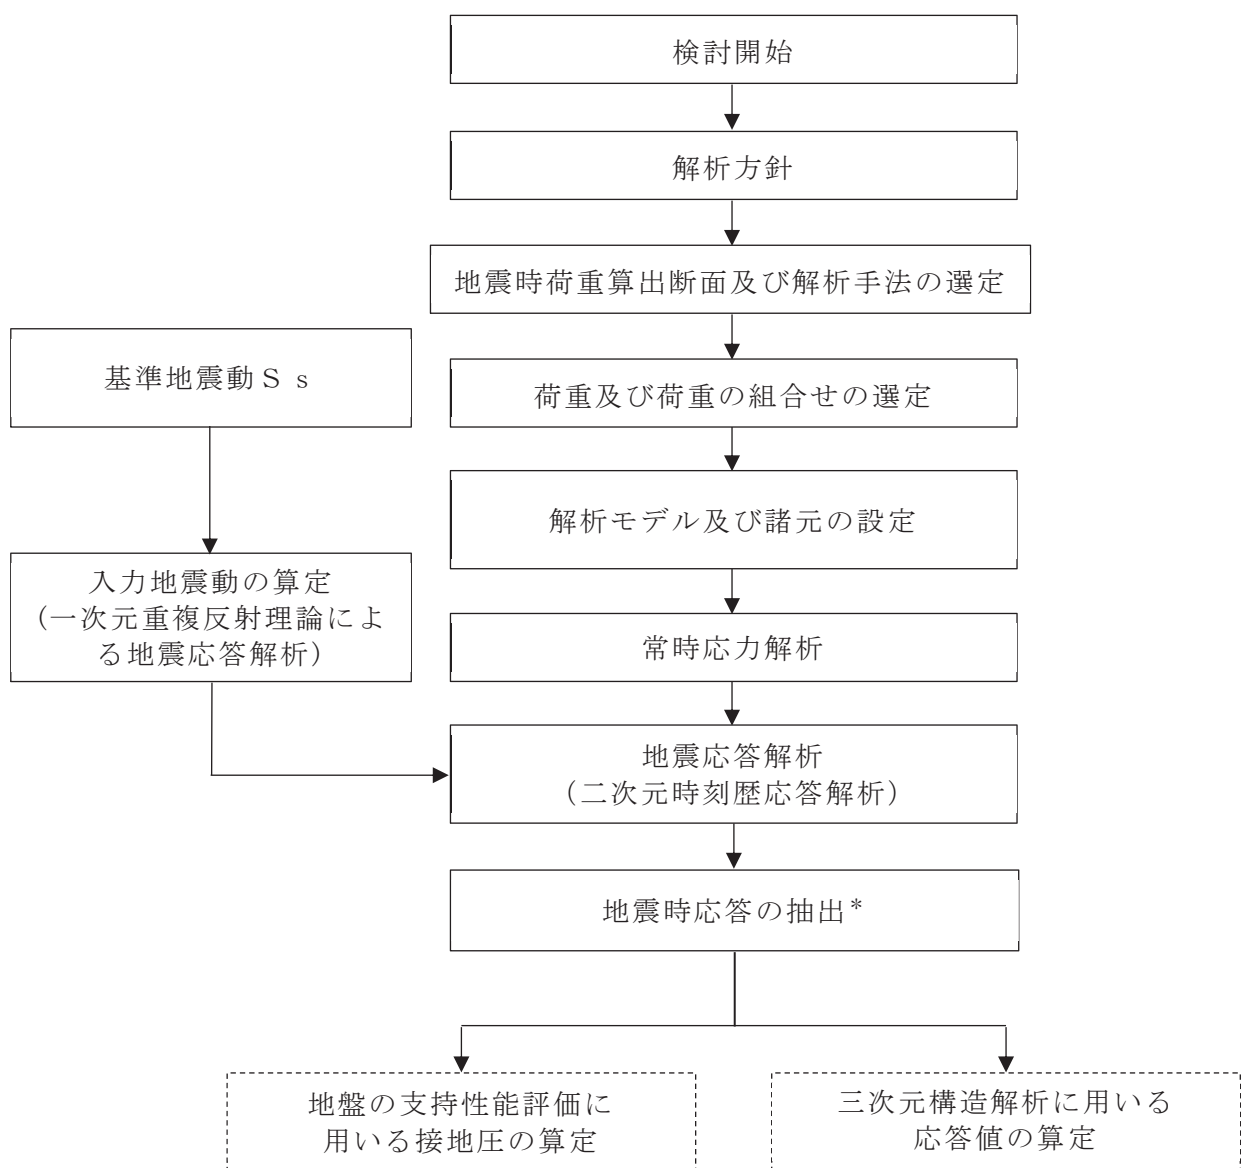 検討開始
解析方針
地震時荷重算出断面及び解析手法の選定
基準地震動Ｓｓ
荷重及び荷重の組合せの選定
解析モデル及び諸元の設定
入力地震動の算定
（一次元重複反射理論によ
る地震応答解析）
常時応力解析
地震応答解析
（二次元時刻歴応答解析）
地震時応答の抽出*
地盤の支持性能評価に
用いる接地圧の算定
三次元構造解析に用いる
応答値の算定